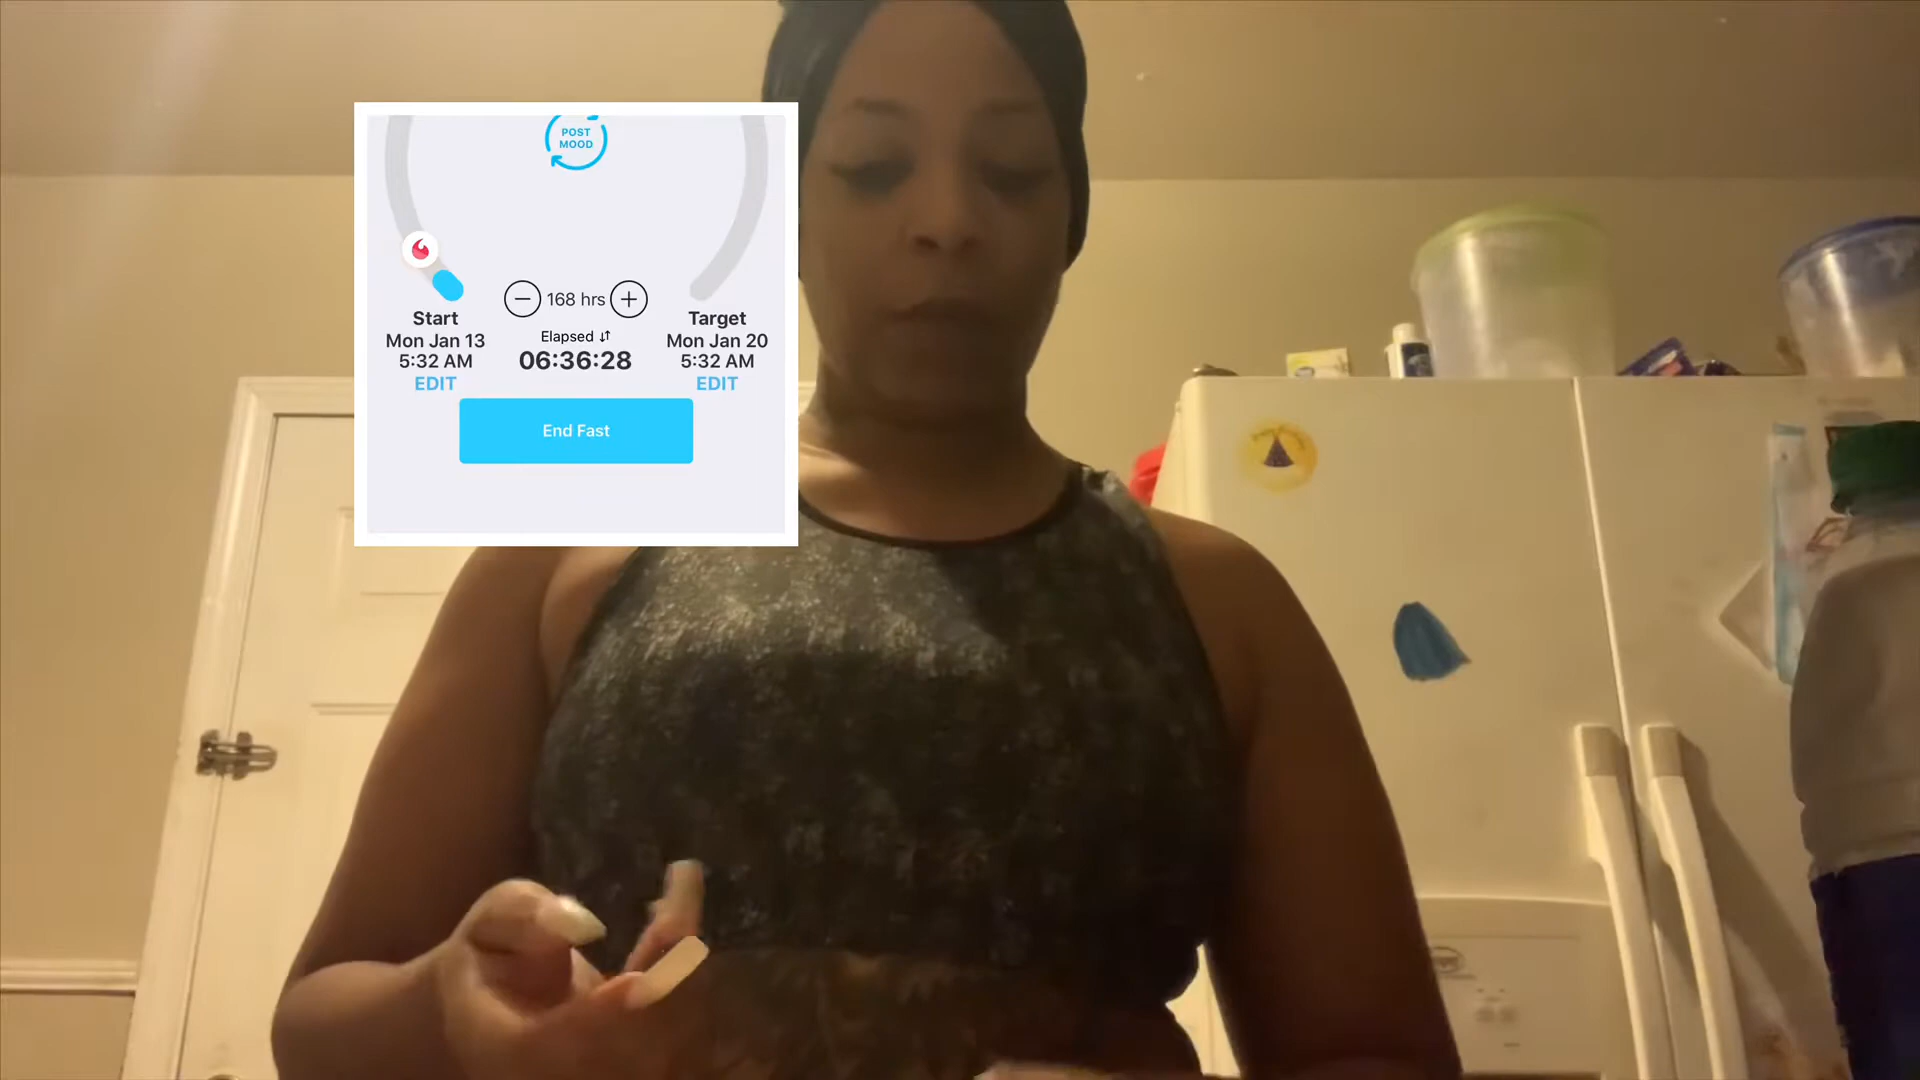 POST
MOOD
168 hrs
Start
Mon Jan 13
5:32 AM
EDIT
Elapsed
06:36:28
Target
Mon Jan 20
5:32 AM
EDIT
End Fast